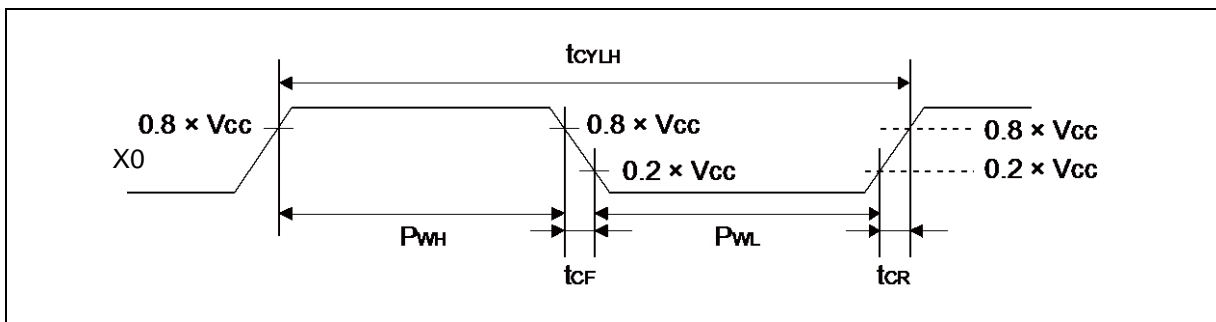 tCYLH
0.8 × Vcc
0.8 × Vcc
0.8 × Vcc
X0
0.2 × Vcc
0.2 × Vcc
PWH
PWL
tCF
tCR